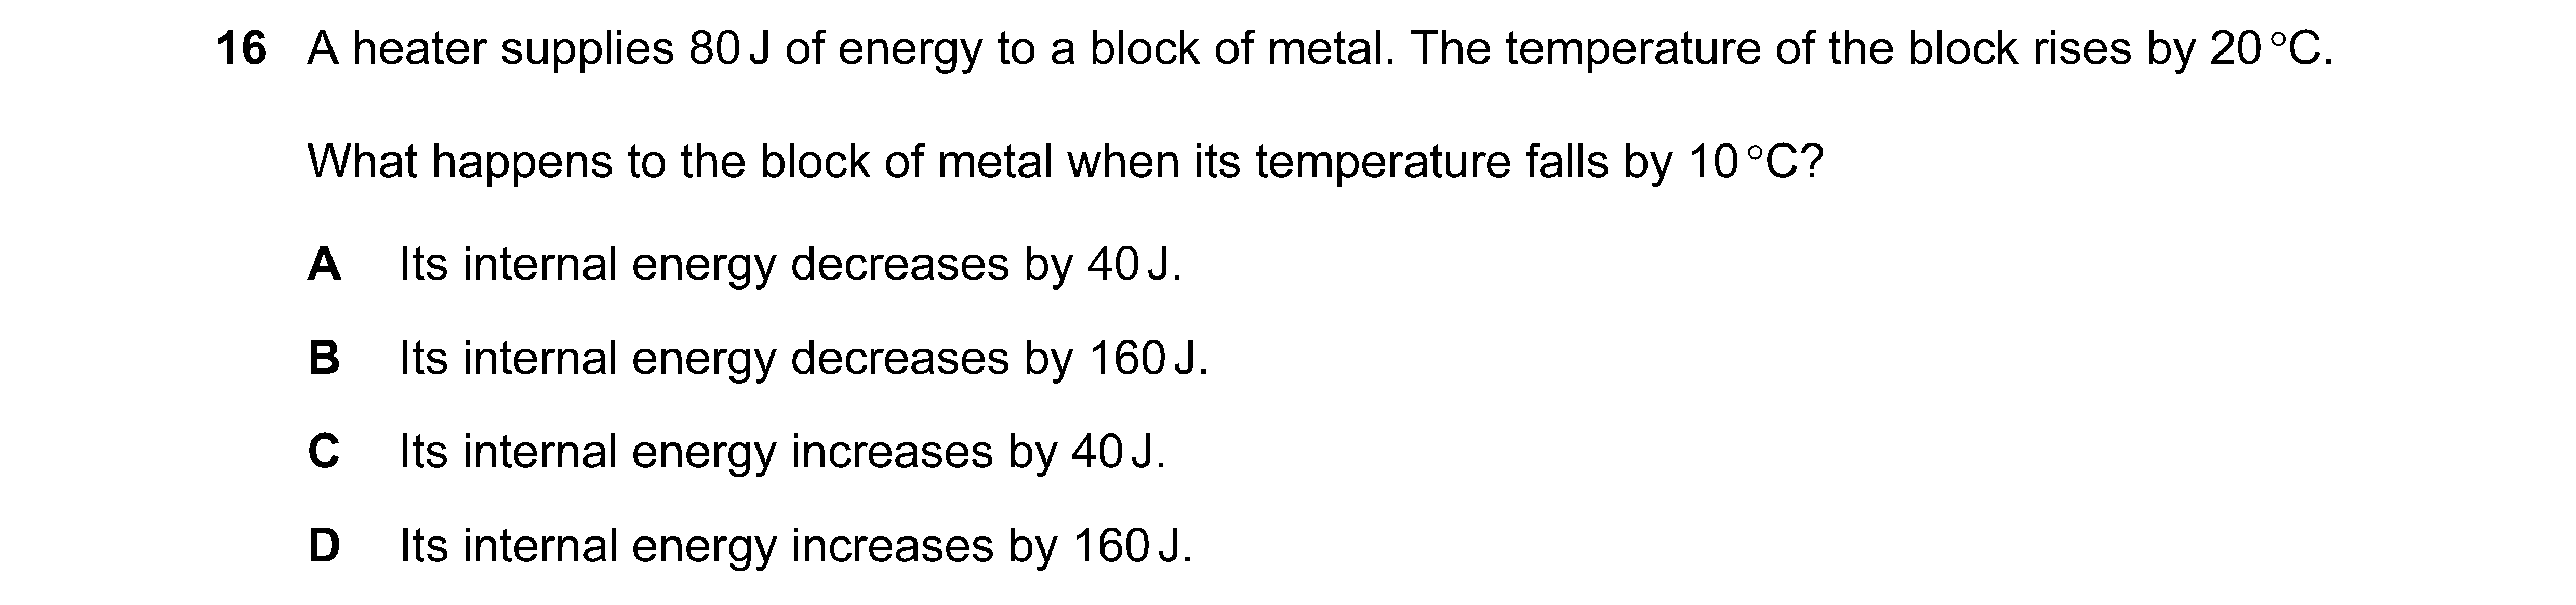 16 A heater supplies 80 J of energy to a block of metal. The temperature of the block rises by 20 °C.
What happens to the block of metal when its temperature falls by 10 °C?
A Its internal energy decreases by 40 J.
B Its internal energy decreases by 160 J.
C Its internal energy increases by 40 J.
D Its internal energy increases by 160 J.